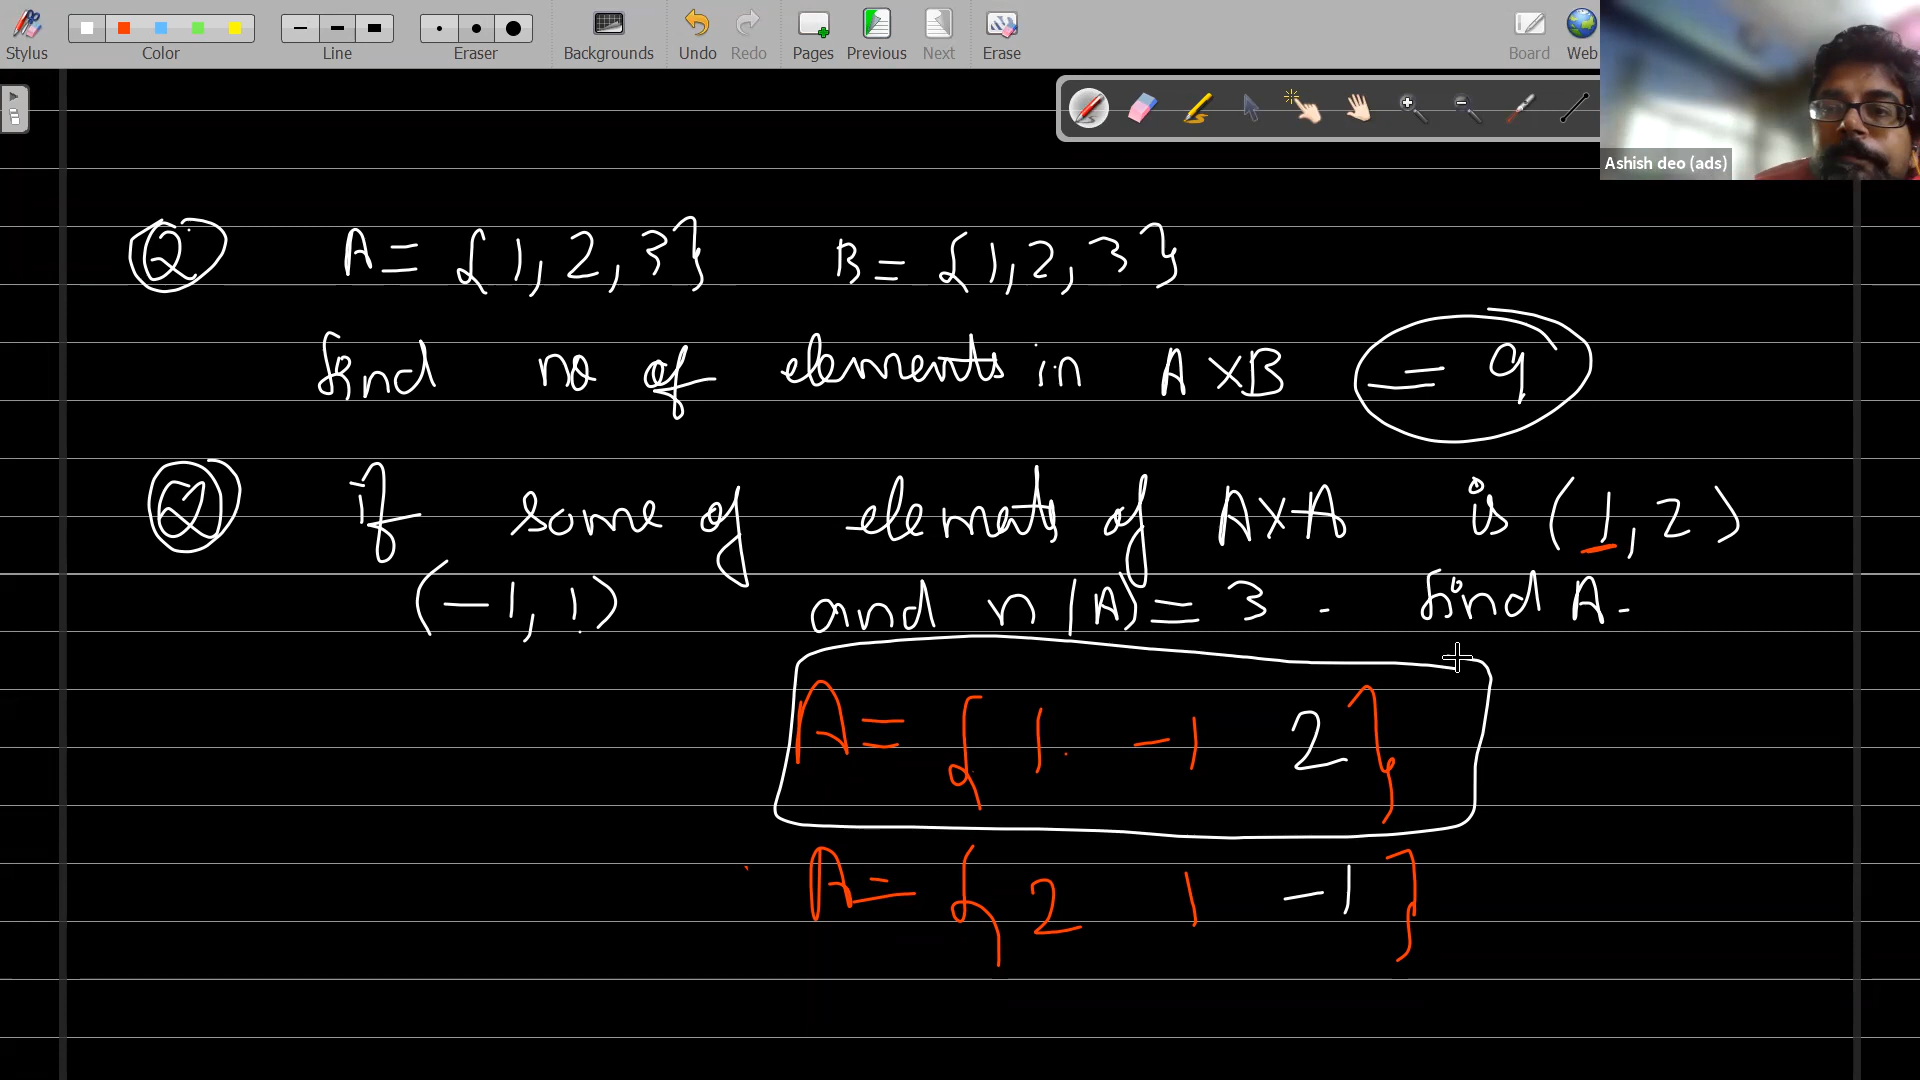 Stylus Color Line Eraser Backgrounds Undo Redo Pages Previous Next Erase Board Web
Ashish deo (ads)
Q A = {1, 2, 3} B = {1, 2, 3}
find no of elements in A X B = 9
Q if some of elements of A X A is (1, 2)
(-1, 1) and n(A) = 3. find A.
A = { 1. -1 2 }
A = { 2 1 -1 }